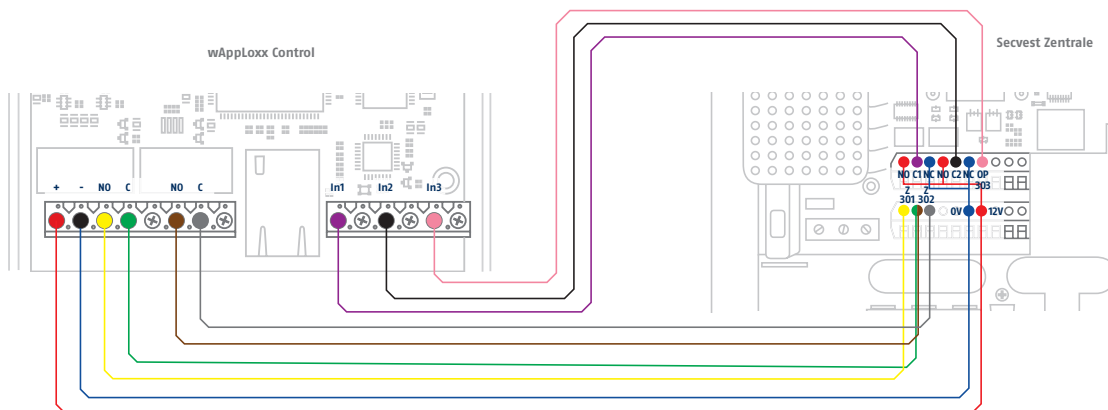 wAppLoxx Control
Secvest Zentrale
+ - NO C NO C
In1 In2 In3
NO C1 NC NO C2 NC OP
303
Z Z
301 302 0V 12V